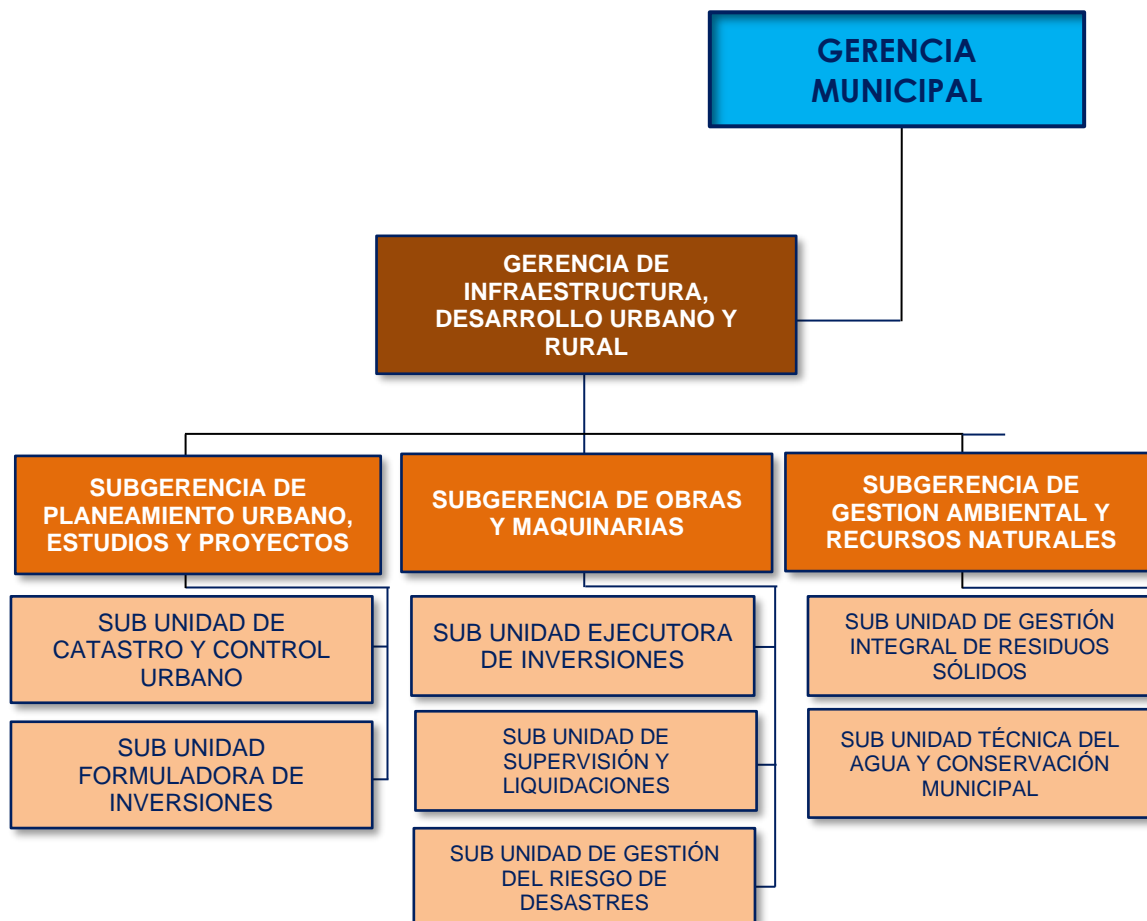 GERENCIA
MUNICIPAL
GERENCIA DE
INFRAESTRUCTURA,
DESARROLLO URBANO Y
RURAL
SUBGERENCIA DE
PLANEAMIENTO URBANO,
ESTUDIOS Y PROYECTOS
SUB UNIDAD DE
CATASTRO Y CONTROL
URBANO
SUB UNIDAD
FORMULADORA DE
INVERSIONES
SUBGERENCIA DE OBRAS
Y MAQUINARIAS
SUB UNIDAD EJECUTORA
DE INVERSIONES
SUB UNIDAD DE
SUPERVISIÓN Y
LIQUIDACIONES
SUB UNIDAD DE GESTIÓN
DEL RIESGO DE
DESASTRES
SUBGERENCIA DE
GESTION AMBIENTAL Y
RECURSOS NATURALES
SUB UNIDAD DE GESTIÓN
INTEGRAL DE RESIDUOS
SÓLIDOS
SUB UNIDAD TÉCNICA DEL
AGUA Y CONSERVACIÓN
MUNICIPAL